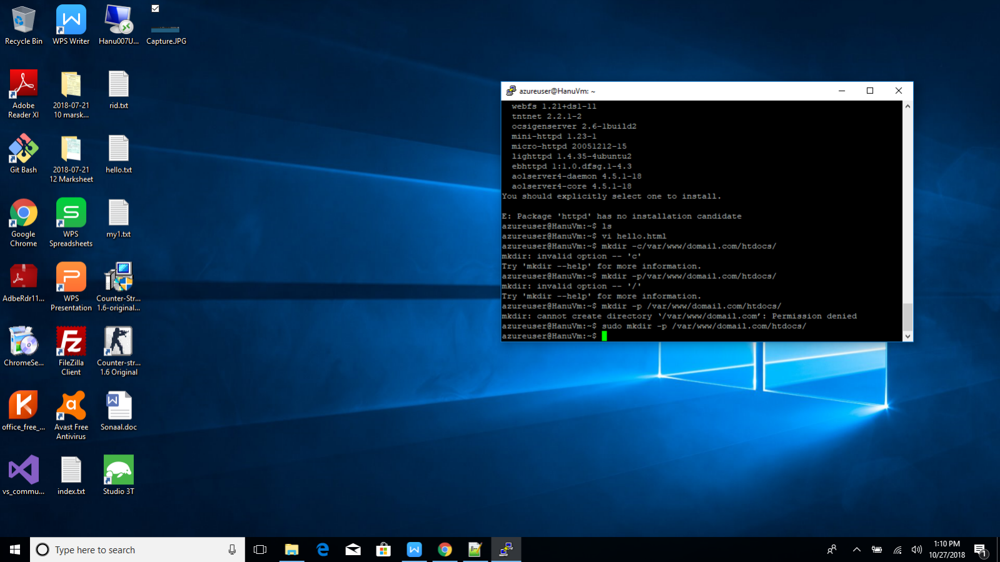 Recycle Bin
WPS Writer
Hanu007U...
Capture.JPG
Adobe
Reader XI
2018-07-21
10 marsk...
rid.txt
Git Bash
2018-07-21
12 Marksheet
hello.txt
Google
Chrome
WPS
Spreadsheets
my1.txt
AdbeRdr11...
WPS
Presentation
Counter-Str...
1.6-original...
ChromeSe...
FileZilla
Client
Counter-str...
1.6 Original
office_free_...
Avast Free
Antivirus
Sonaal.doc
vs_commu...
index.txt
Studio 3T
azureuser@HanuVm: ~
webfs 1.21+ds1-11
tntnet 2.2.1-2
ocsigenserver 2.6-1build2
mini-httpd 1.23-1
micro-httpd 20051212-15
lighttpd 1.4.35-4ubuntu2
ebhttpd 1:1.0.dfsg.1-4.3
aolserver4-daemon 4.5.1-18
aolserver4-core 4.5.1-18
You should explicitly select one to install.
E: Package 'httpd' has no installation candidate
azureuser@HanuVm:~$ ls
azureuser@HanuVm:~$ vi hello.html
azureuser@HanuVm:~$ mkdir -c/var/www/domail.com/htdocs/
mkdir: invalid option -- 'c'
Try 'mkdir --help' for more information.
azureuser@HanuVm:~$ mkdir -p/var/www/domail.com/htdocs/
mkdir: invalid option -- '/'
Try 'mkdir --help' for more information.
azureuser@HanuVm:~$ mkdir -p /var/www/domail.com/htdocs/
mkdir: cannot create directory ‘/var/www/domail.com’: Permission denied
azureuser@HanuVm:~$ sudo mkdir -p /var/www/domail.com/htdocs/
azureuser@HanuVm:~$
Type here to search
1:10 PM
10/27/2018
1